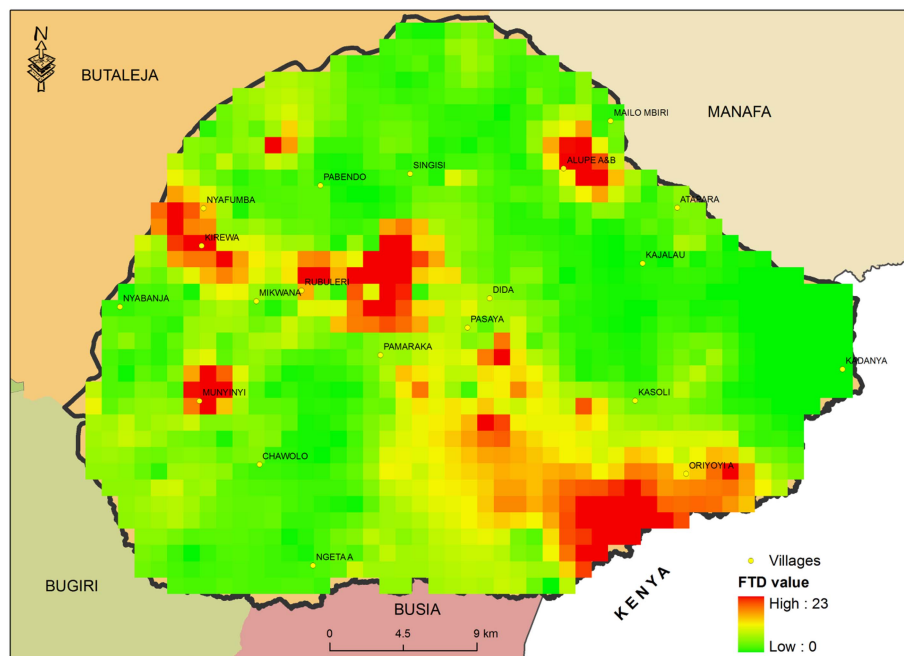 N
BUTALEJA
MANAFA
MAILO MBIRI
ALUPE A&B
SINGISI
PABENDO
NYAFUMBA
ATAPARA
KIREWA
KAJALAU
RUBULERI
DIDA
MIKWANA
NYABANJA
PASAYA
PAMARAKA
KADANYA
MUNYINYI
KASOLI
CHAWOLO
ORIYOYI A
NGETA A
BUGIRI
BUSIA
KENYA
Villages
FTD value
High : 23
Low : 0
0 4.5 9 km